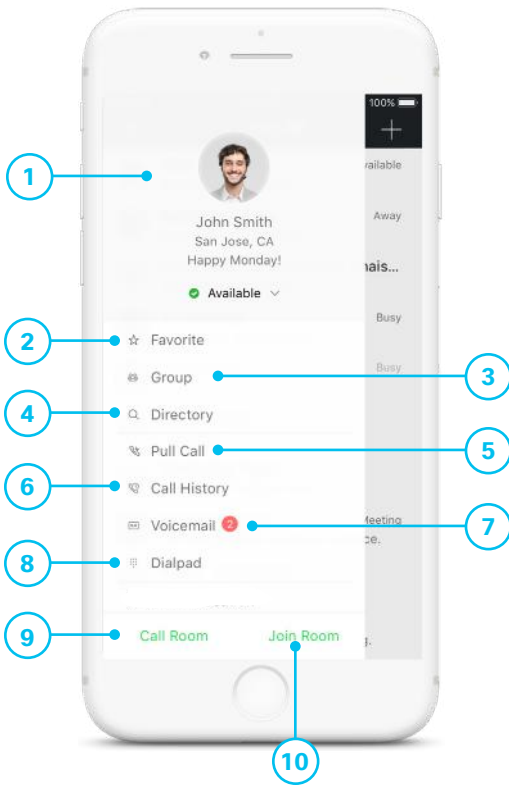 100%
1
vailable
John Smith
San Jose, CA
Happy Monday!
Away
nais...
Available
Busy
2
Favorite
Busy
3
Group
4
Directory
5
Pull Call
6
Call History
7
Voicemail 2
Meeting
ce.
8
Dialpad
9
Call Room
Join Room
g.
10